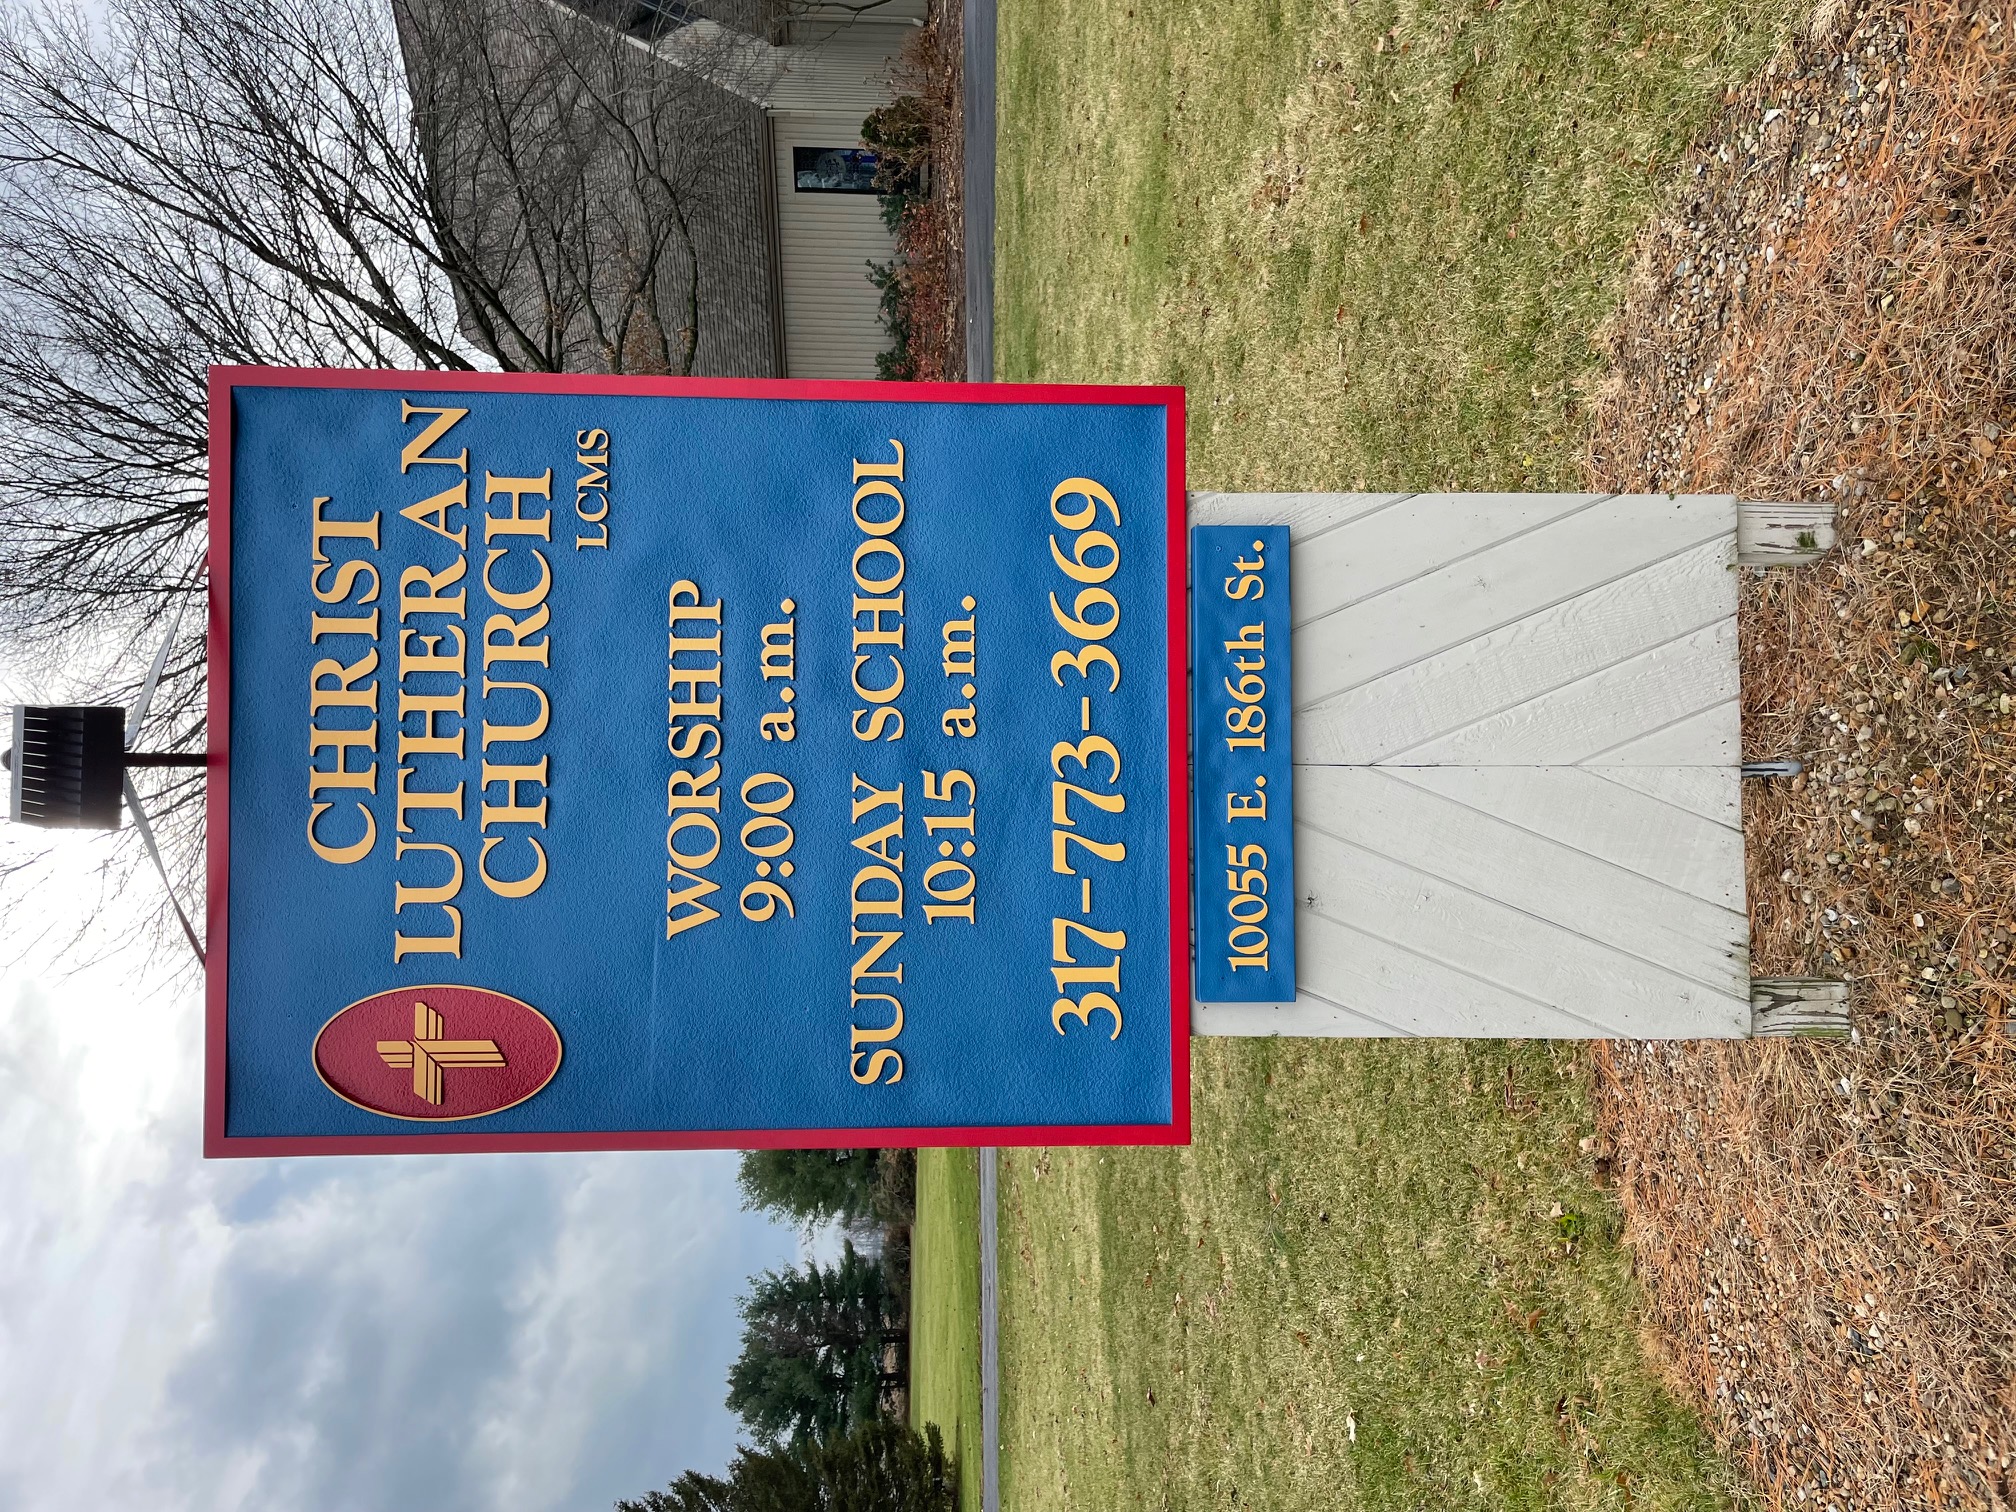 CHRIST
LUTHERAN
CHURCH
LCMS
WORSHIP
9:00 a.m.
SUNDAY SCHOOL
10:15 a.m.
317-773-3669
10055 E. 186th St.